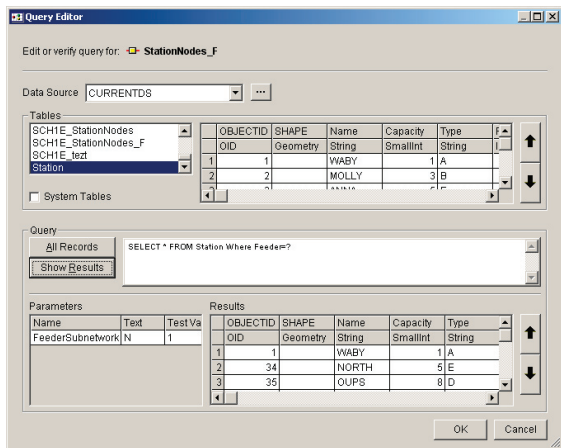 Query Editor
Edit or verify query for: StationNodes_F
Data Source CURRENTDS ...
Tables
SCH1E_StationNodes
SCH1E_StationNodes_F
SCH1E_tezt
Station
System Tables
OBJECTID SHAPE Name Capacity Type
OID Geometry String SmallInt String
1 1 WABY 1 A
2 2 MOLLY 3 B
Query
All Records
Show Results
SELECT * FROM Station Where Feeder=?
Parameters
Name Text Test Va
FeederSubnetwork N 1
Results
OBJECTID SHAPE Name Capacity Type
OID Geometry String SmallInt String
1 1 WABY 1 A
2 34 NORTH 5 E
3 35 OUPS 8 D
OK Cancel